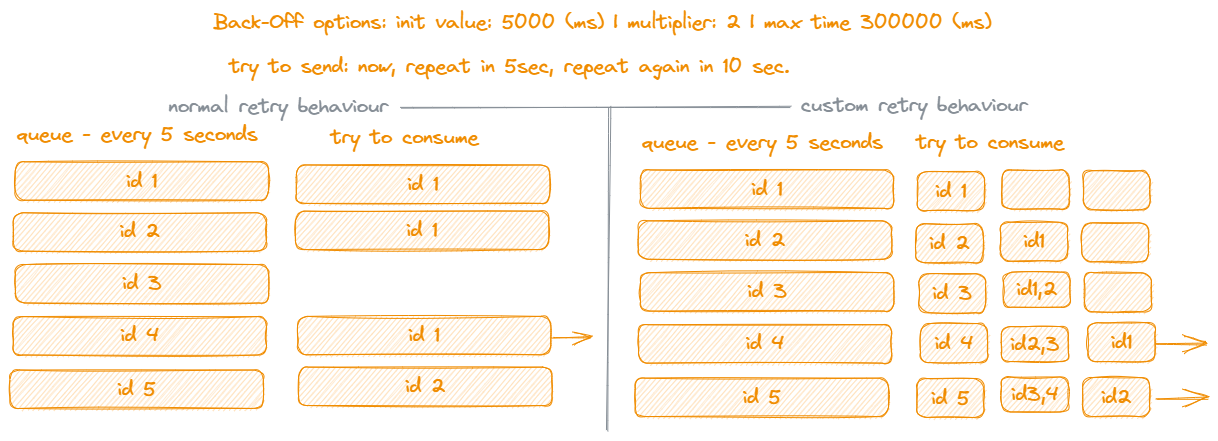 Back-Off options: init value: 5000 (ms) | multiplier: 2 | max time 300000 (ms)
try to send: now, repeat in 5sec, repeat again in 10 sec.
normal retry behaviour
custom retry behaviour
queue - every 5 seconds
try to consume
id 1
id 1
id 2
id 1
id 3
id 4
id 1
id 5
id 2
queue - every 5 seconds
try to consume
id 1
id 1
id 2
id 2
id1
id 3
id 3
id1,2
id 4
id 4
id2,3
id1
id 5
id 5
id3,4
id2